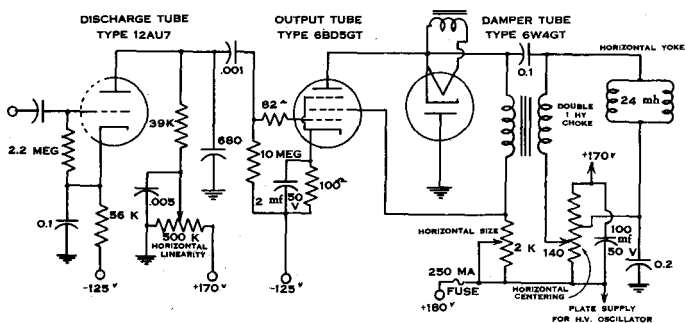 DISCHARGE TUBE
TYPE 12AU7
OUTPUT TUBE
TYPE 6BD5GT
DAMPER TUBE
TYPE 6W4GT
HORIZONTAL YOKE
.001
0.1
39K
82Ω
680
2.2 MEG
10 MEG
100Ω
DOUBLE
1 HY
CHOKE
24 mh
.005
2 mf
50
V
+170V
0.1
56 K
500 K
HORIZONTAL
LINEARITY
HORIZONTAL SIZE
2 K
140
100
mf
50 V
0.2
-125V
+170V
-125V
250 MA
FUSE
+180V
HORIZONTAL
CENTERING
PLATE SUPPLY
FOR H.V. OSCILLATOR